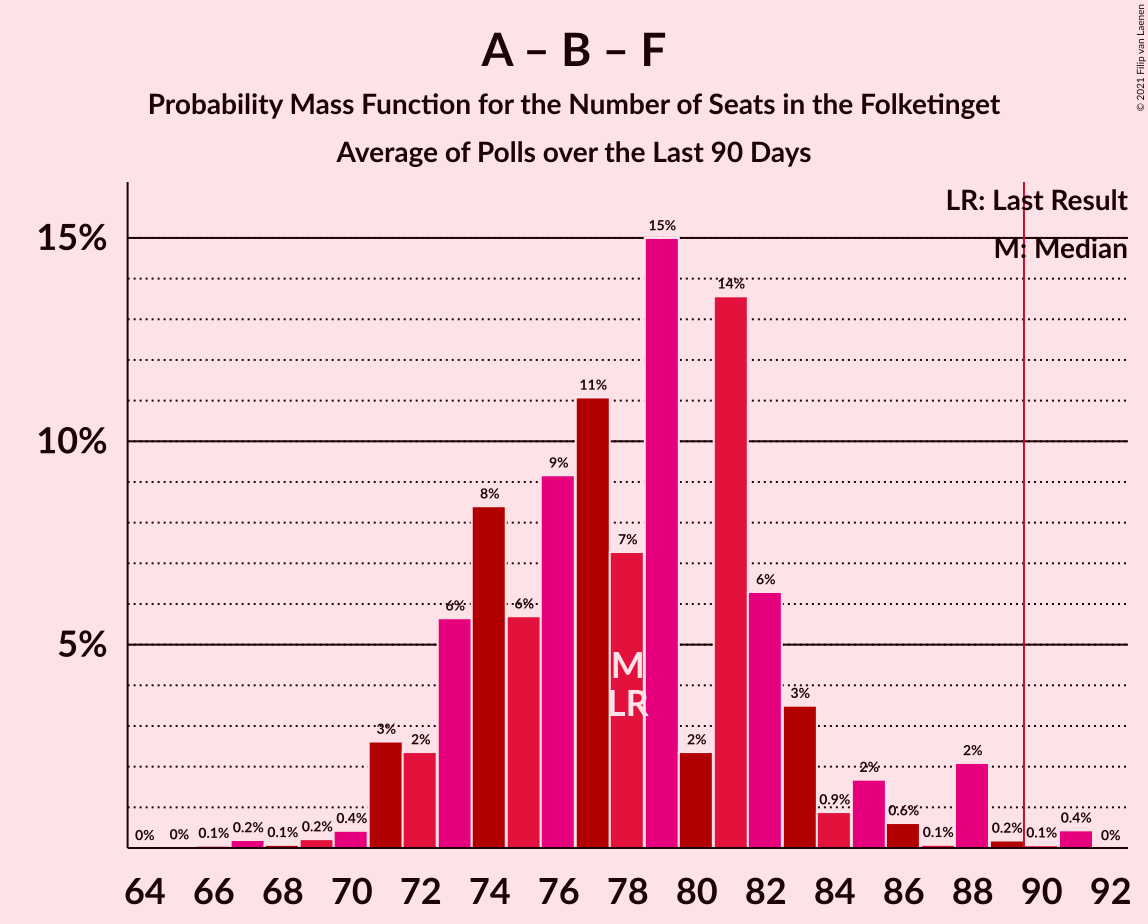 A – B – F
Probability Mass Function for the Number of Seats in the Folketinget
Average of Polls over the Last 90 Days
© 2021 Filip van Laenen
LR: Last Result
M: Median
15%
10%
5%
0% 0% 0.1% 0.2% 0.1% 0.2% 0.4% 3% 2% 6% 8% 6% 9% 11% 7% 15% 2% 14% 6% 3% 0.9% 2% 0.6% 0.1% 2% 0.2% 0.1% 0.4% 0%
M
LR
64 66 68 70 72 74 76 78 80 82 84 86 88 90 92